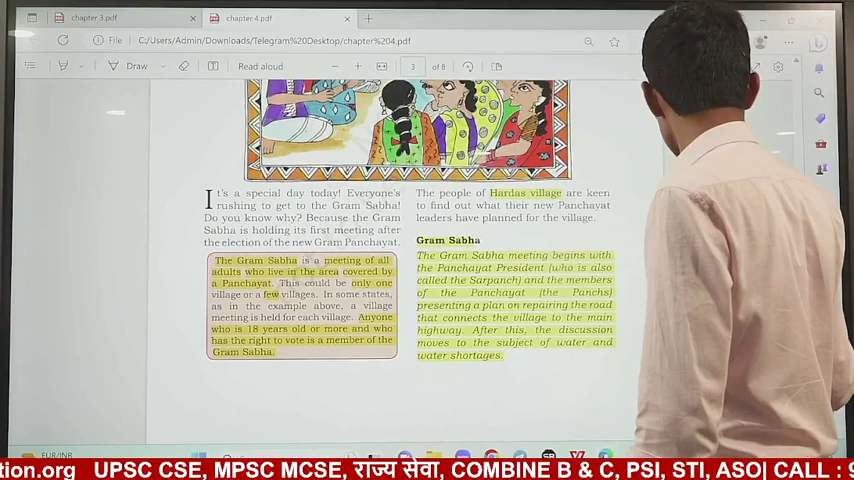 chapter 3.pdf
chapter 4.pdf
File C:/Users/Admin/Downloads/Telegram%20Desktop/chapter%204.pdf
Draw Read aloud 3 of 8
It's a special day today! Everyone's
rushing to get to the Gram Sabha!
Do you know why? Because the Gram
Sabha is holding its first meeting after
the election of the new Gram Panchayat.
The Gram Sabha is a meeting of all
adults who live in the area covered by
a Panchayat. This could be only one
village or a few villages. In some states,
as in the example above, a village
meeting is held for each village. Anyone
who is 18 years old or more and who
has the right to vote is a member of the
Gram Sabha.
The people of Hardas village are keen
to find out what their new Panchayat
leaders have planned for the village.
Gram Sabha
The Gram Sabha meeting begins with
the Panchayat President (who is also
called the Sarpanch) and the members
of the Panchayat (the Panchs)
presenting a plan on repairing the road
that connects the village to the main
highway. After this, the discussion
moves to the subject of water and
water shortages.
EUR/INR
tion.org UPSC CSE, MPSC MCSE, राज्य सेवा, COMBINE B & C, PSI, STI, ASO| CALL : 9